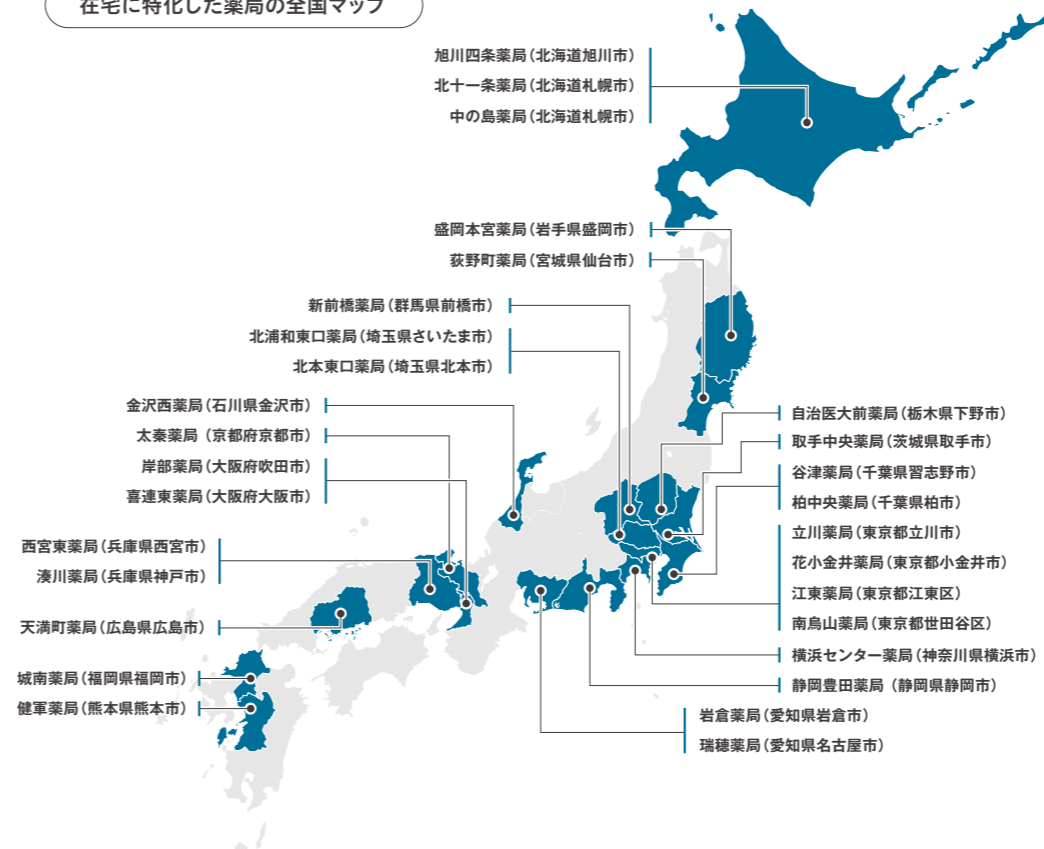 在宅に特化した薬局の全国マップ
旭川四条薬局（北海道旭川市）
北十一条薬局（北海道札幌市）
中の島薬局（北海道札幌市）
盛岡本宮薬局（岩手県盛岡市）
荻野町薬局（宮城県仙台市）
新前橋薬局（群馬県前橋市）
北浦和東口薬局（埼玉県さいたま市）
北本東口薬局（埼玉県北本市）
金沢西薬局（石川県金沢市）
太秦薬局（京都府京都市）
岸部薬局（大阪府吹田市）
喜連東薬局（大阪府大阪市）
西宮東薬局（兵庫県西宮市）
湊川薬局（兵庫県神戸市）
天満町薬局（広島県広島市）
城南薬局（福岡県福岡市）
健軍薬局（熊本県熊本市）
自治医大前薬局（栃木県下野市）
取手中央薬局（茨城県取手市）
谷津薬局（千葉県習志野市）
柏中央薬局（千葉県柏市）
立川薬局（東京都立川市）
花小金井薬局（東京都小金井市）
江東薬局（東京都江東区）
南烏山薬局（東京都世田谷区）
横浜センター薬局（神奈川県横浜市）
静岡豊田薬局（静岡県静岡市）
岩倉薬局（愛知県岩倉市）
瑞穂薬局（愛知県名古屋市）